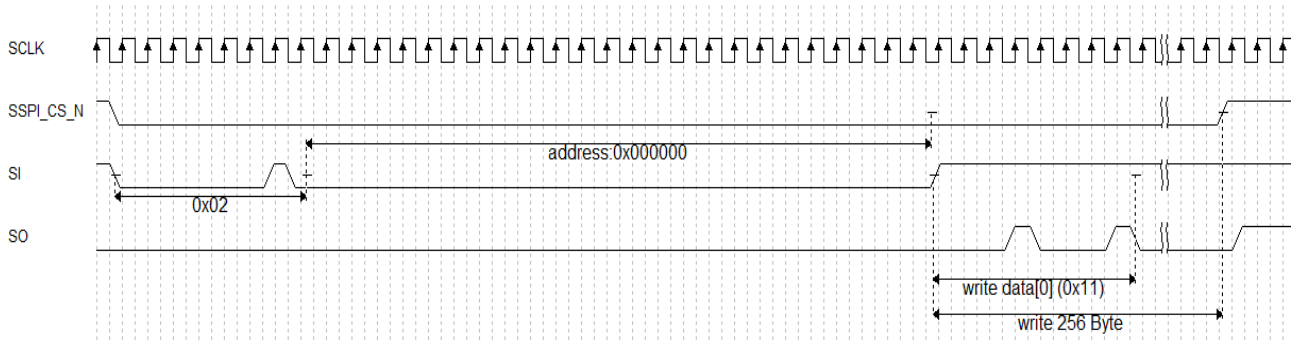 SCLK
SSPI_CS_N
address:0x000000
SI
0x02
SO
write data[0] (0x11)
write 256 Byte